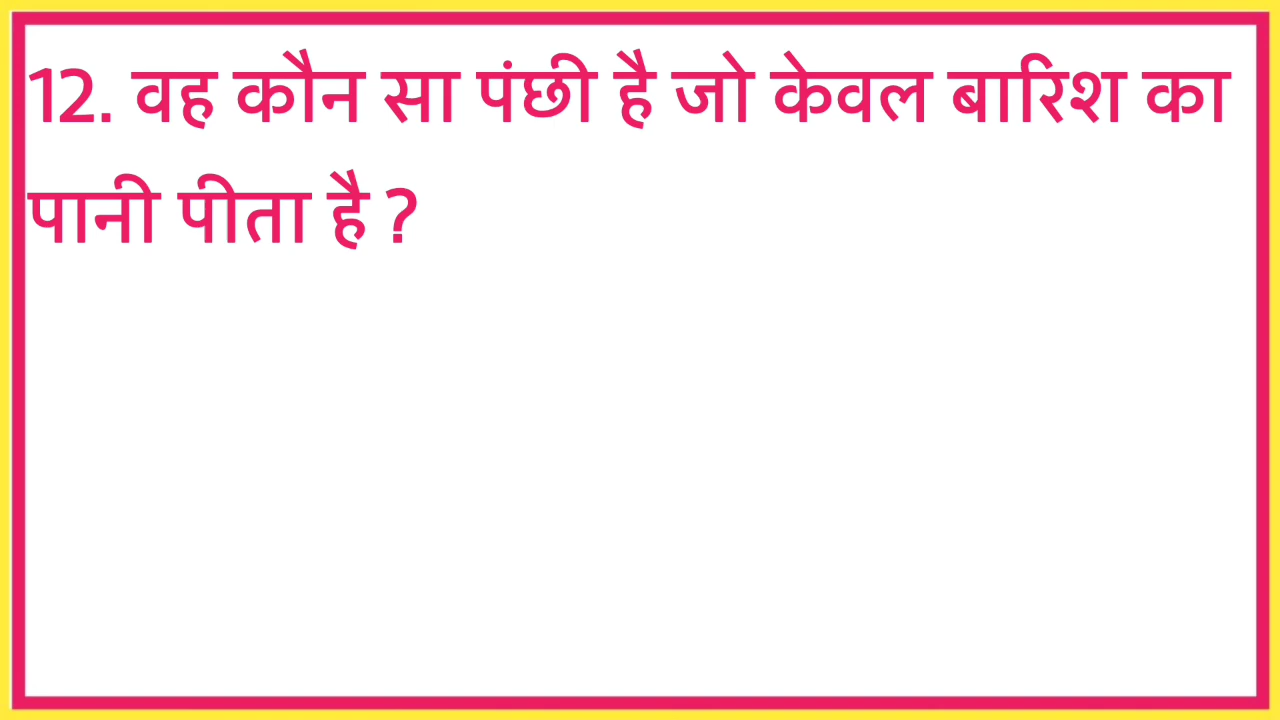 12. वह कौन सा पंछी है जो केवल बारिश का
पानी पीता है ?